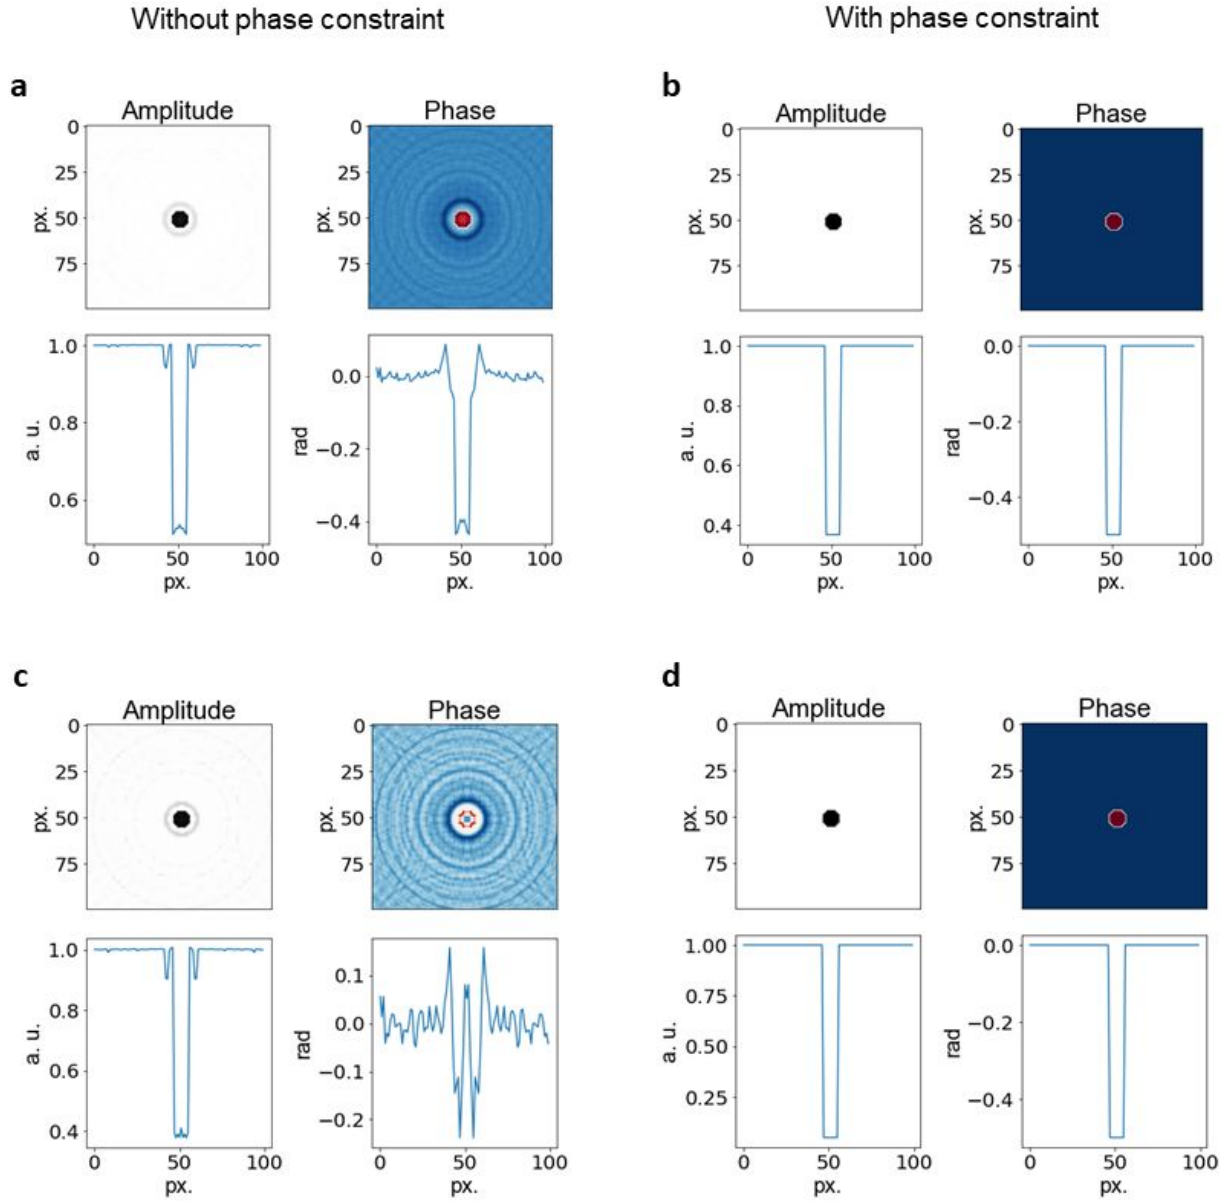 Without phase constraint
With phase constraint
a
b
Amplitude
Phase
Amplitude
Phase
0
25
50
75
px.
0
25
50
75
px.
0
25
50
75
px.
0
25
50
75
px.
1.0
0.8
0.6
a. u.
0 50 100
px.
0.0
−0.2
−0.4
rad
0 50 100
px.
1.0
0.8
0.6
0.4
a. u.
0 50 100
px.
0.0
−0.2
−0.4
rad
0 50 100
px.
c
d
Amplitude
Phase
Amplitude
Phase
0
25
50
75
px.
0
25
50
75
px.
0
25
50
75
px.
0
25
50
75
px.
1.0
0.8
0.6
0.4
a. u.
0 50 100
px.
0.1
0.0
−0.1
−0.2
rad
0 50 100
px.
1.00
0.75
0.50
0.25
a. u.
0 50 100
px.
0.0
−0.2
−0.4
rad
0 50 100
px.